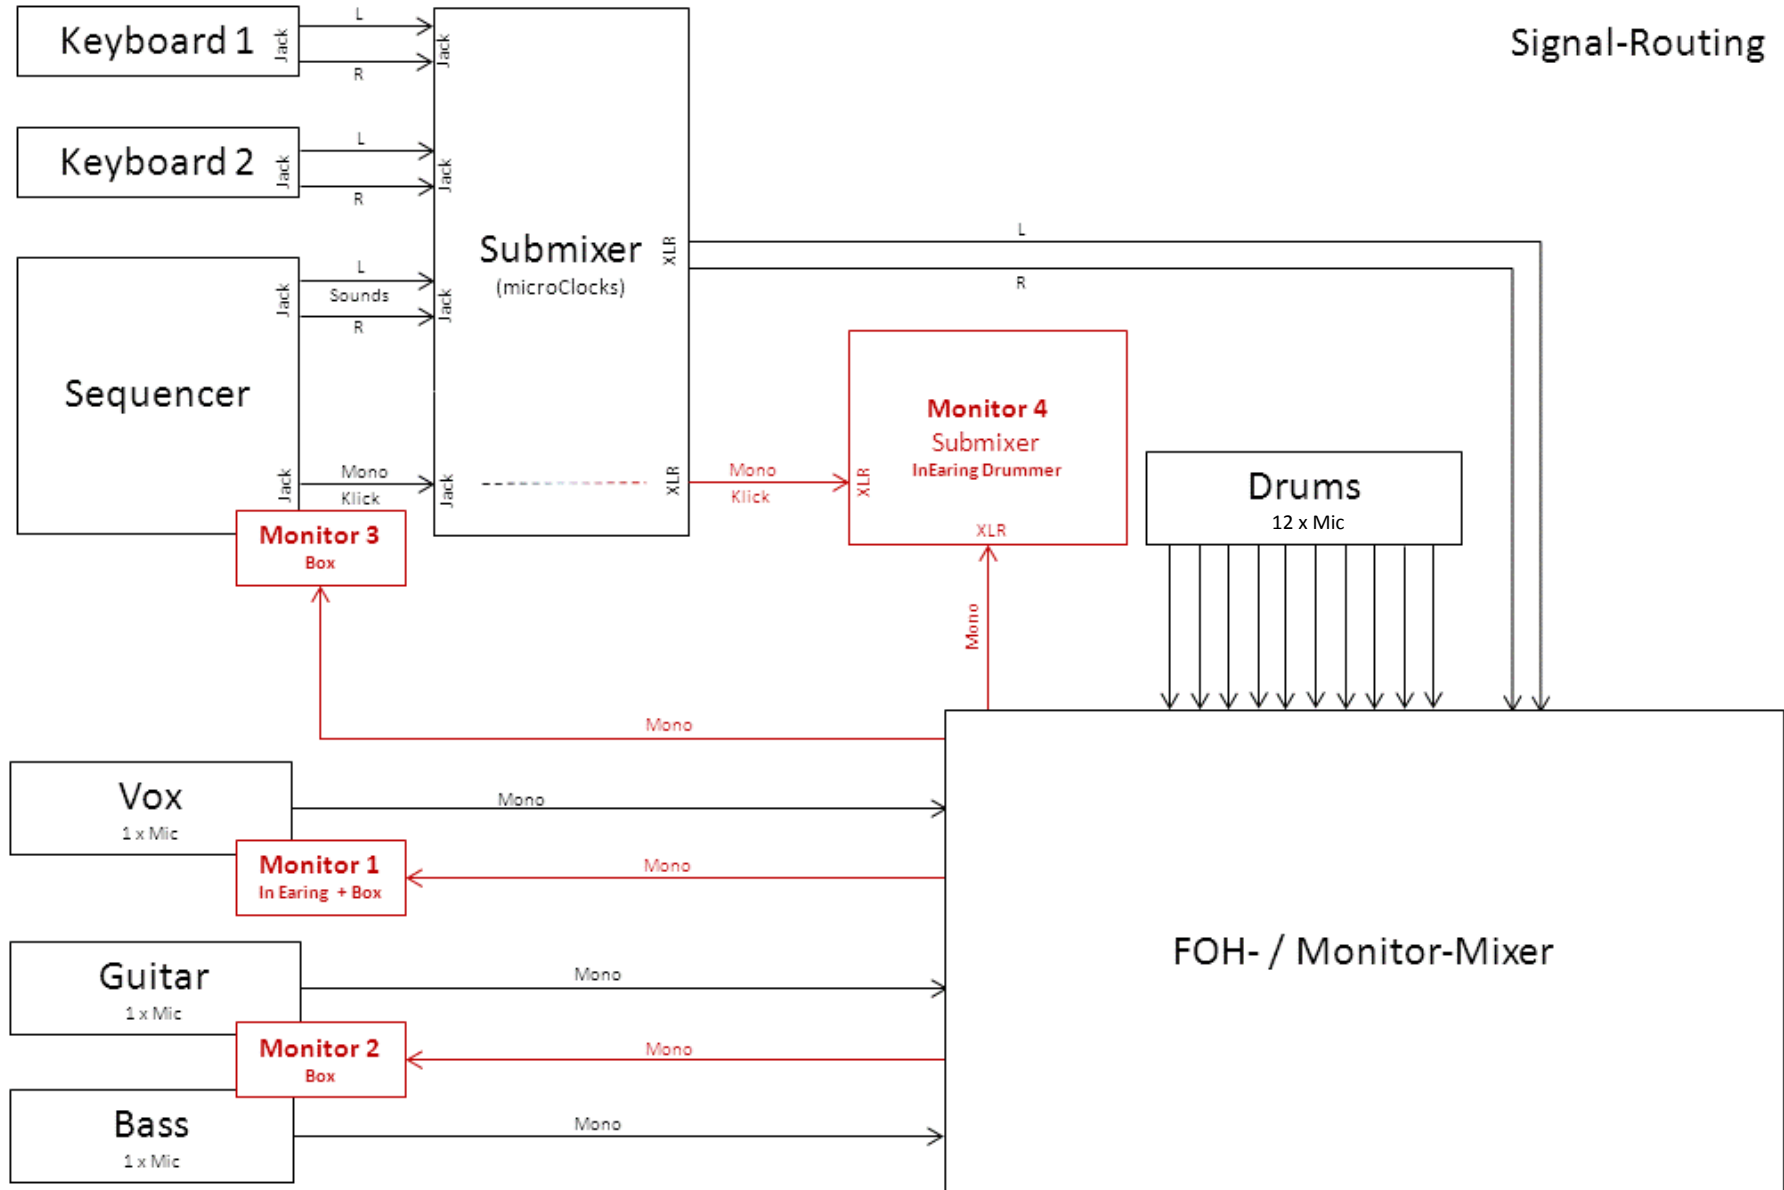 Signal-Routing
Keyboard 1
Jack
L
R
Jack
Keyboard 2
Jack
L
R
Jack
Submixer
(microClocks)
XLR
L
R
Sequencer
Jack
L
Sounds
R
Jack
Jack
Mono
Klick
Jack
XLR
Mono
Klick
XLR
Monitor 4
Submixer
InEaring Drummer
XLR
Mono
Drums
12 x Mic
Monitor 3
Box
Mono
Vox
1 x Mic
Mono
Monitor 1
In Earing + Box
Mono
Guitar
1 x Mic
Mono
Monitor 2
Box
Mono
Bass
1 x Mic
Mono
FOH- / Monitor-Mixer